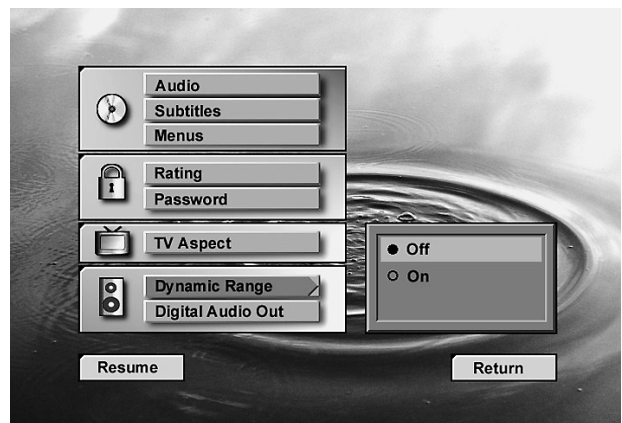 Audio
Subtitles
Menus
Rating
Password
TV Aspect
Dynamic Range
Digital Audio Out
Off
On
Resume
Return